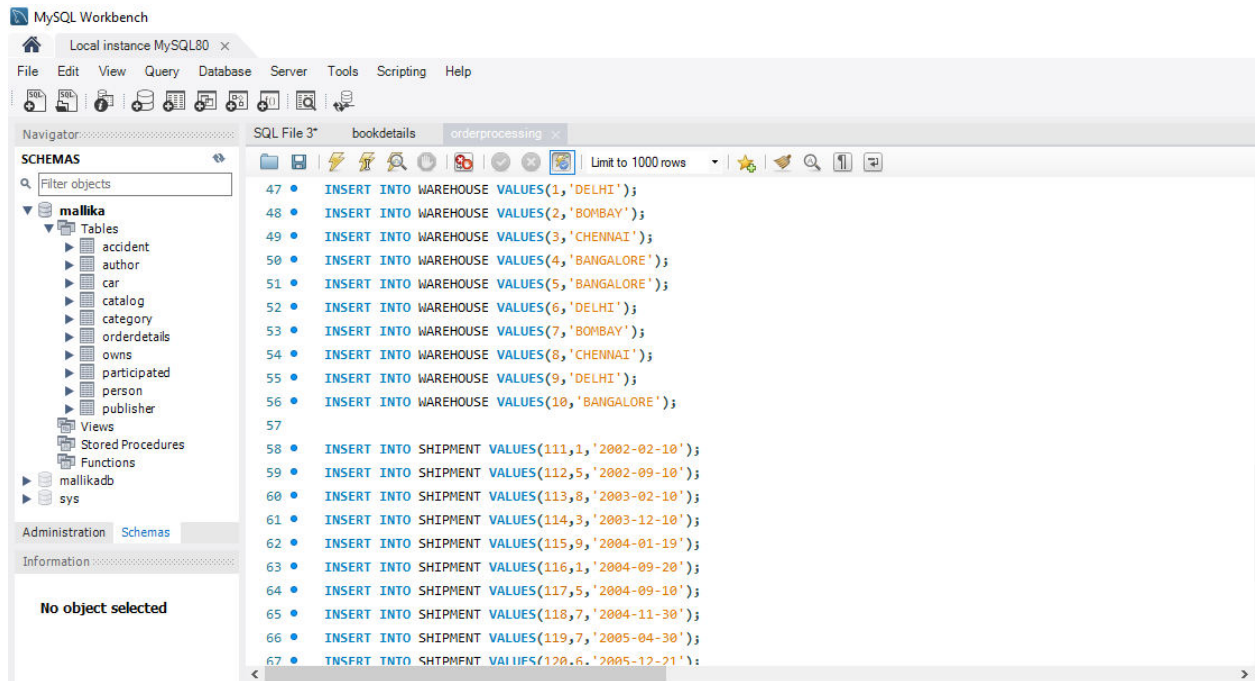 MySQL Workbench
Local instance MySQL80 ×
File Edit View Query Database Server Tools Scripting Help
Navigator
SCHEMAS
Filter objects
mallika
Tables
accident
author
car
catalog
category
orderdetails
owns
participated
person
publisher
Views
Stored Procedures
Functions
mallikadb
sys
Administration Schemas
Information
No object selected
SQL File 3* bookdetails orderprocessing ×
Limit to 1000 rows
47 INSERT INTO WAREHOUSE VALUES(1,'DELHI');
48 INSERT INTO WAREHOUSE VALUES(2,'BOMBAY');
49 INSERT INTO WAREHOUSE VALUES(3,'CHENNAI');
50 INSERT INTO WAREHOUSE VALUES(4,'BANGALORE');
51 INSERT INTO WAREHOUSE VALUES(5,'BANGALORE');
52 INSERT INTO WAREHOUSE VALUES(6,'DELHI');
53 INSERT INTO WAREHOUSE VALUES(7,'BOMBAY');
54 INSERT INTO WAREHOUSE VALUES(8,'CHENNAI');
55 INSERT INTO WAREHOUSE VALUES(9,'DELHI');
56 INSERT INTO WAREHOUSE VALUES(10,'BANGALORE');
57
58 INSERT INTO SHIPMENT VALUES(111,1,'2002-02-10');
59 INSERT INTO SHIPMENT VALUES(112,5,'2002-09-10');
60 INSERT INTO SHIPMENT VALUES(113,8,'2003-02-10');
61 INSERT INTO SHIPMENT VALUES(114,3,'2003-12-10');
62 INSERT INTO SHIPMENT VALUES(115,9,'2004-01-19');
63 INSERT INTO SHIPMENT VALUES(116,1,'2004-09-20');
64 INSERT INTO SHIPMENT VALUES(117,5,'2004-09-10');
65 INSERT INTO SHIPMENT VALUES(118,7,'2004-11-30');
66 INSERT INTO SHIPMENT VALUES(119,7,'2005-04-30');
67 INSERT INTO SHIPMENT VALUES(120,6,'2005-12-21');